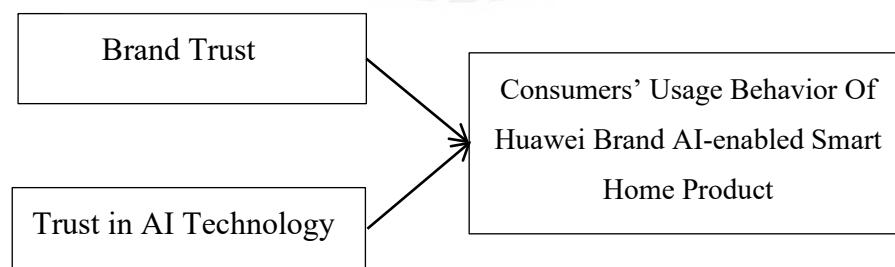 Brand Trust
Trust in AI Technology
Consumers’ Usage Behavior Of
Huawei Brand AI-enabled Smart
Home Product